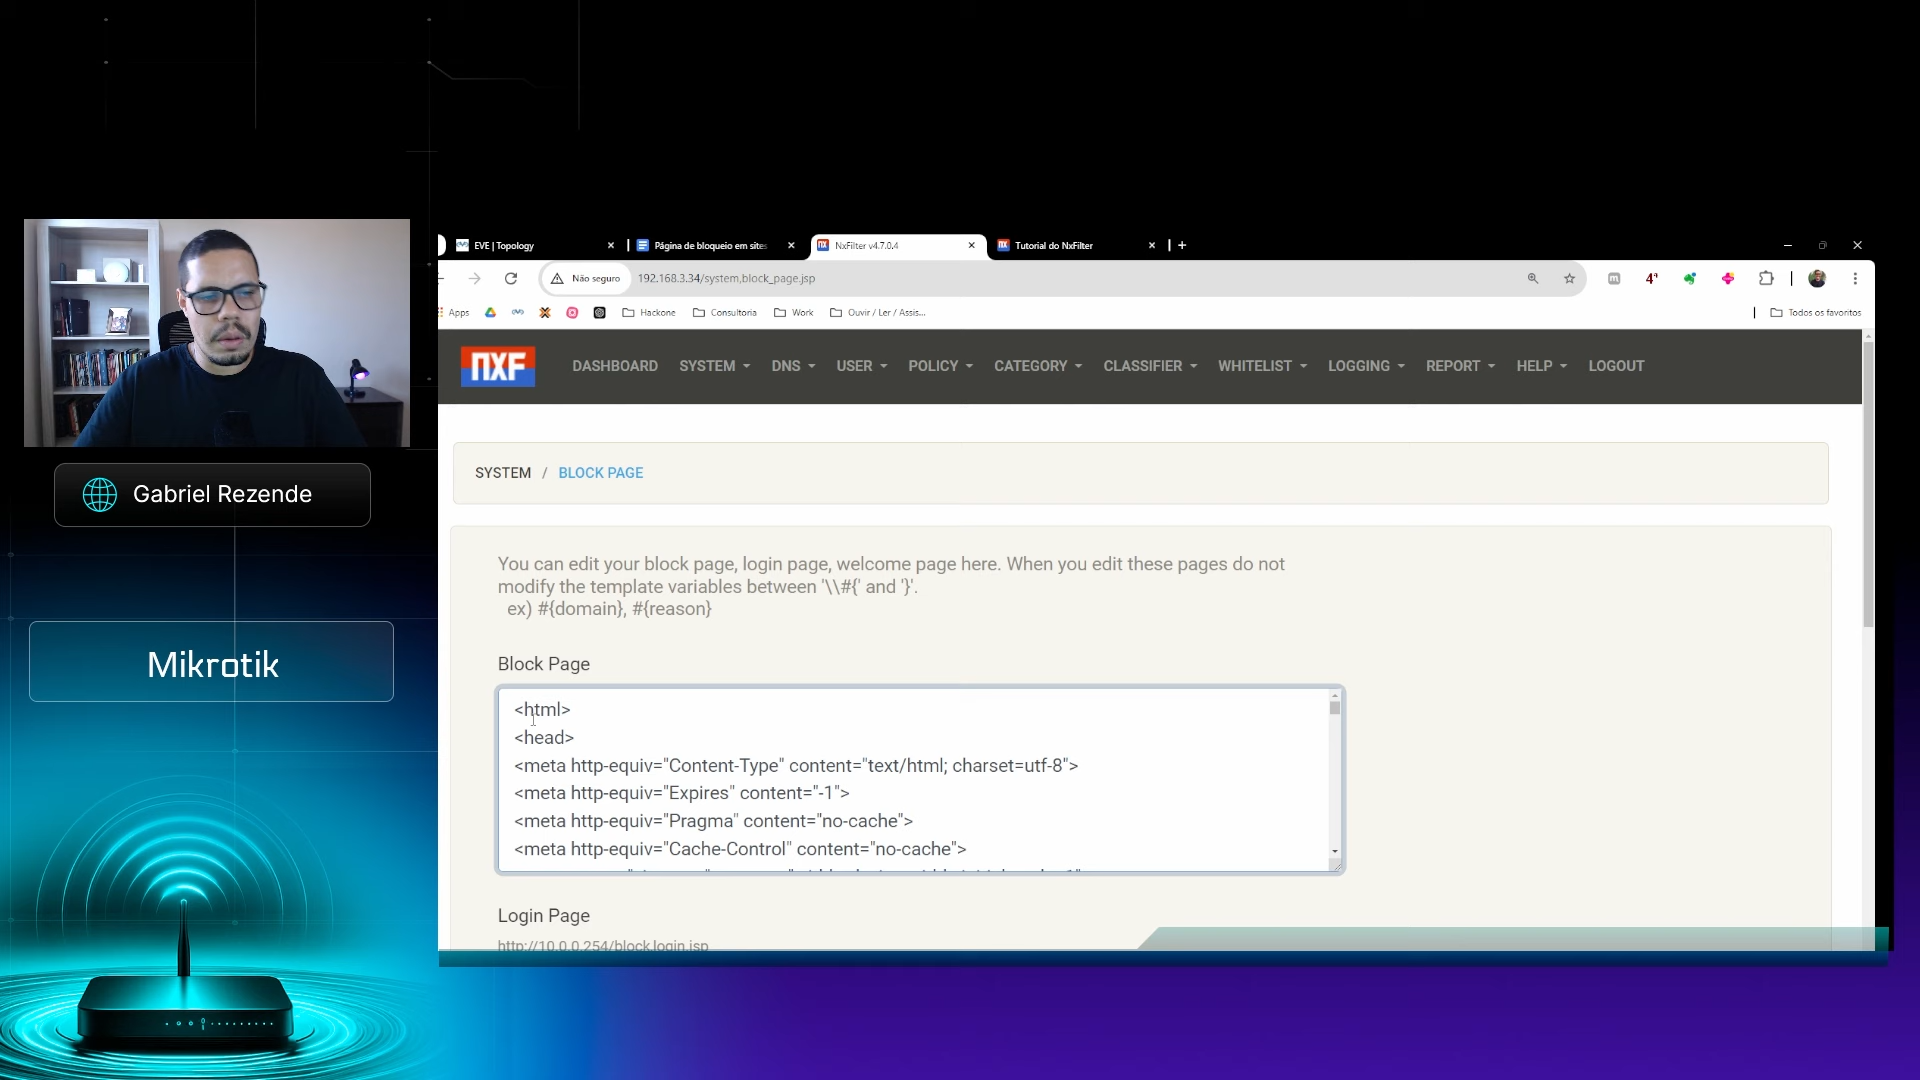 EVE | Topology
Página de bloqueio em sites
NxFilter v4.7.0.4
Tutorial do NxFilter
Não seguro
192.168.3.34/system,block_page.jsp
Apps
Hackone
Consultoria
Work
Ouvir / Ler / Assis...
Todos os favoritos
NXF
DASHBOARD
SYSTEM
DNS
USER
POLICY
CATEGORY
CLASSIFIER
WHITELIST
LOGGING
REPORT
HELP
LOGOUT
SYSTEM / BLOCK PAGE
Gabriel Rezende
Mikrotik
You can edit your block page, login page, welcome page here. When you edit these pages do not
modify the template variables between '\\#{' and '}'.
ex) #{domain}, #{reason}
Block Page
<html>
<head>
<meta http-equiv="Content-Type" content="text/html; charset=utf-8">
<meta http-equiv="Expires" content="-1">
<meta http-equiv="Pragma" content="no-cache">
<meta http-equiv="Cache-Control" content="no-cache">
Login Page
http://10.0.0.254/block,login.jsp